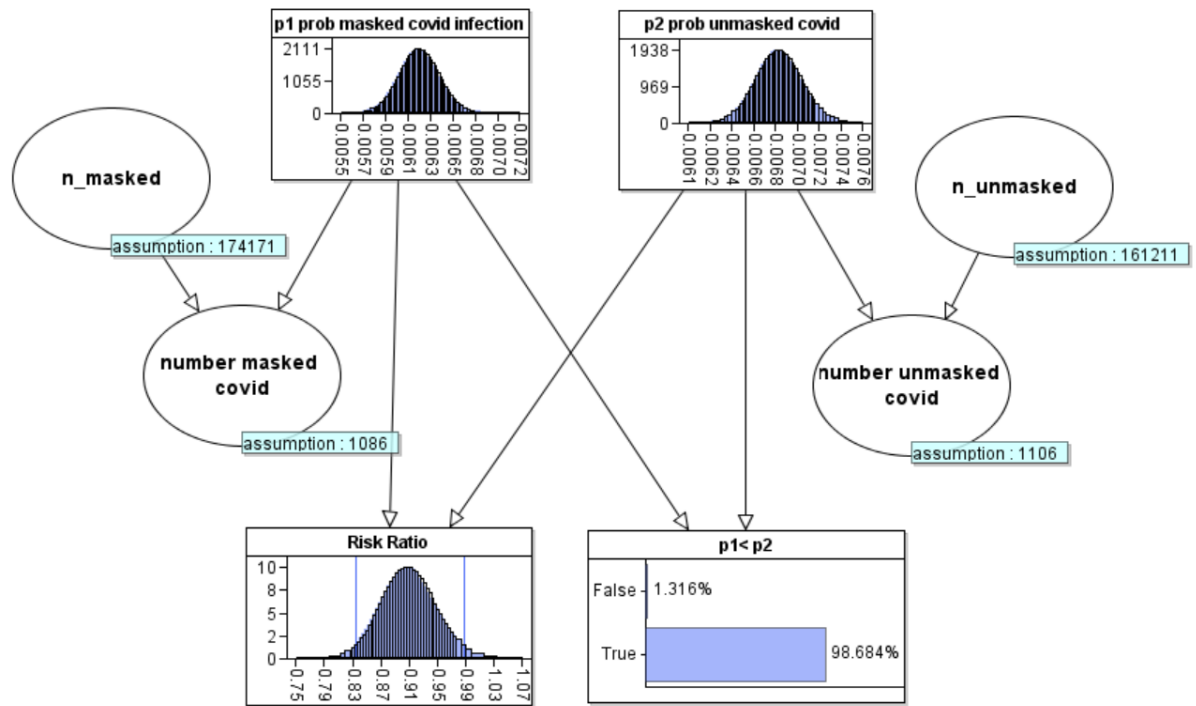 p1 prob masked covid infection
2111
1055
0
0.0055
0.0057
0.0059
0.0061
0.0063
0.0065
0.0068
0.0070
0.0072
p2 prob unmasked covid
1938
969
0
0.0061
0.0062
0.0064
0.0066
0.0068
0.0070
0.0072
0.0074
0.0076
n_masked
assumption : 174171
n_unmasked
assumption : 161211
number masked
covid
assumption : 1086
number unmasked
covid
assumption : 1106
Risk Ratio
10
8
5
2
0
0.75
0.79
0.83
0.87
0.91
0.95
0.99
1.03
1.07
p1< p2
False
1.316%
True
98.684%